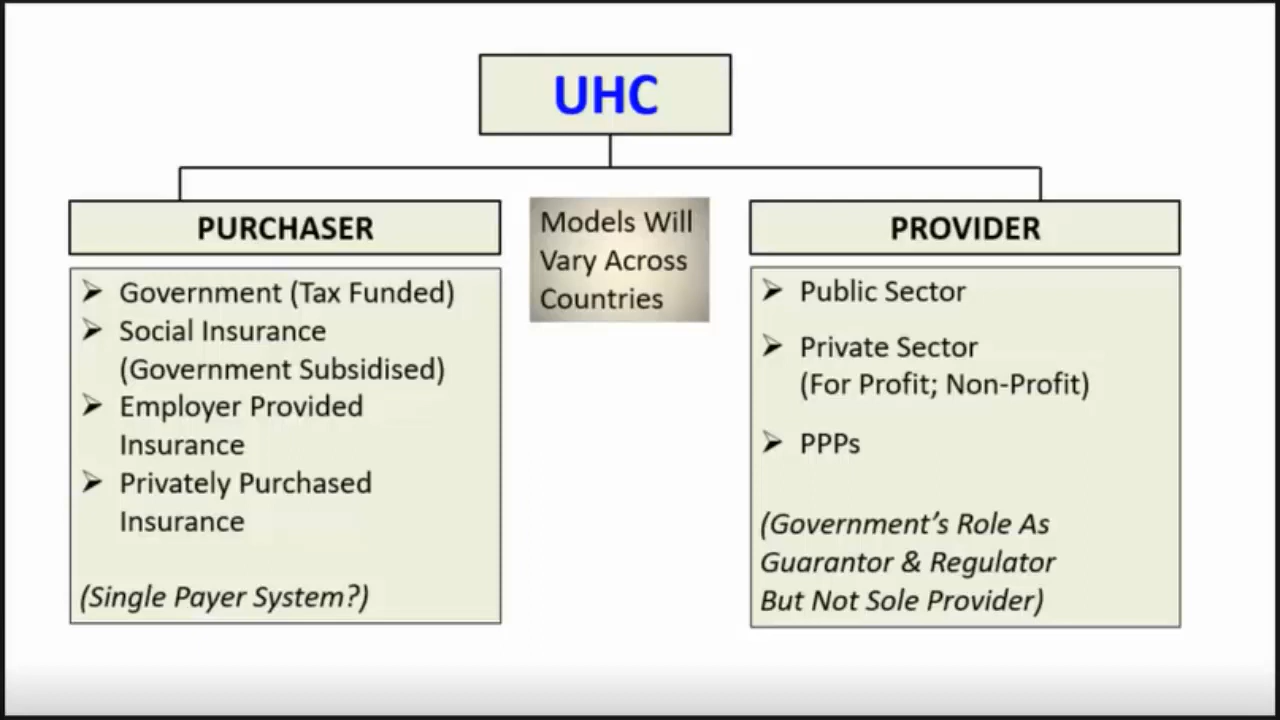 UHC
PURCHASER
Government (Tax Funded)
Social Insurance
(Government Subsidised)
Employer Provided
Insurance
Privately Purchased
Insurance
(Single Payer System?)
Models Will
Vary Across
Countries
PROVIDER
Public Sector
Private Sector
(For Profit; Non-Profit)
PPPs
(Government’s Role As
Guarantor & Regulator
But Not Sole Provider)